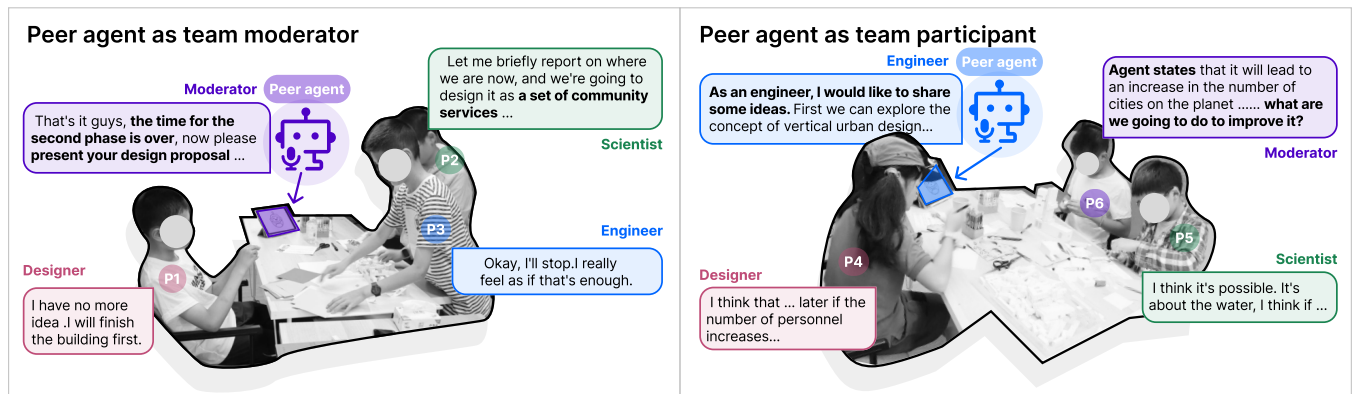 Peer agent as team moderator
Moderator
Peer agent
That's it guys, the time for the
second phase is over, now please
present your design proposal ...
Let me briefly report on where
we are now, and we're going to
design it as a set of community
services ...
Scientist
P2
P3
Engineer
Okay, I'll stop.I really
feel as if that's enough.
Designer
P1
I have no more
idea .I will finish
the building first.
Peer agent as team participant
Engineer
Peer agent
As an engineer, I would like to share
some ideas. First we can explore the
concept of vertical urban design...
Agent states that it will lead to
an increase in the number of
cities on the planet ...... what are
we going to do to improve it?
Moderator
P6
P5
Scientist
I think it's possible. It's
about the water, I think if ...
P4
Designer
I think that ... later if the
number of personnel
increases...